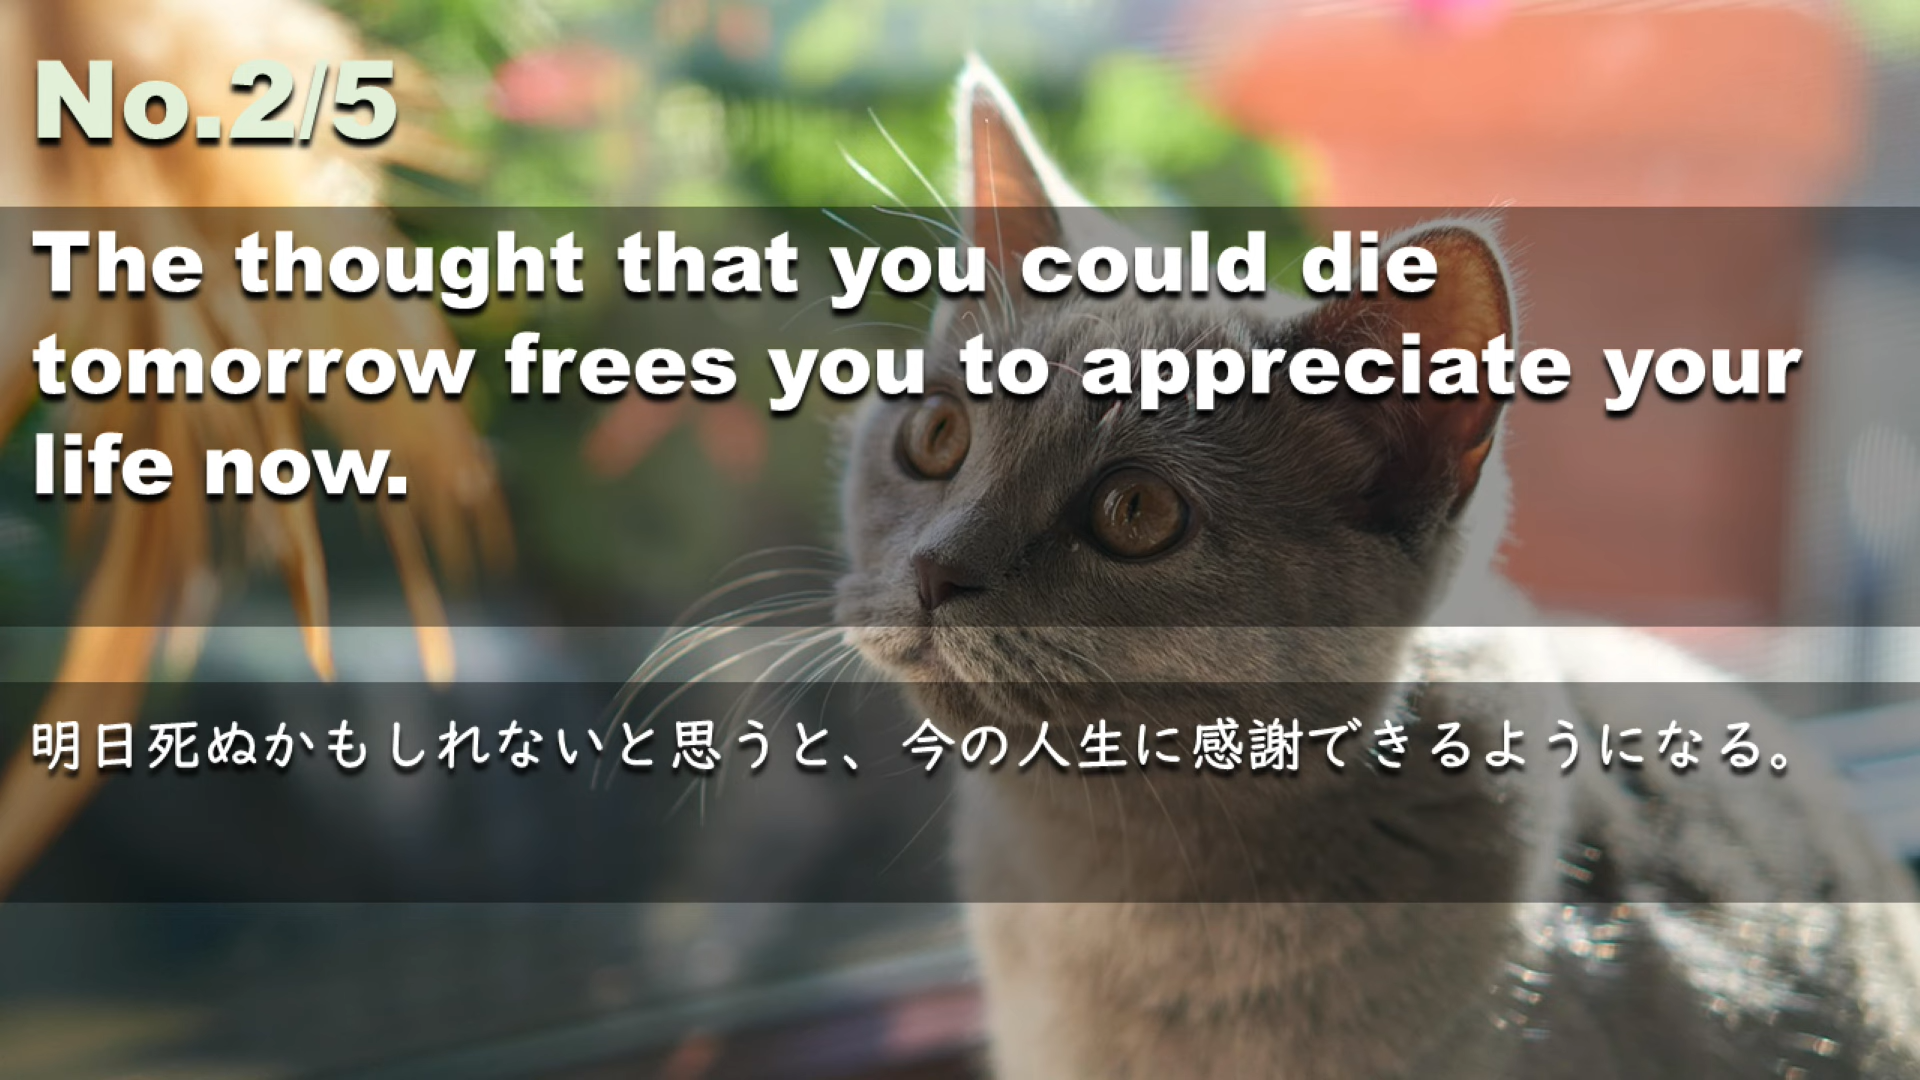 No.2/5
The thought that you could die
tomorrow frees you to appreciate your
life now.
明日死ぬかもしれないと思うと、今の人生に感謝できるようになる。